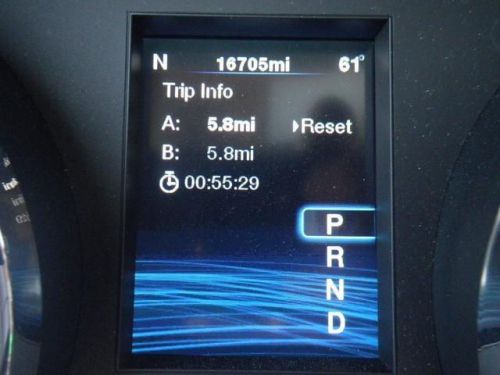 N 16705mi 61°
Trip Info
A: 5.8mi Reset
B: 5.8mi
00:55:29
P
R
N
D